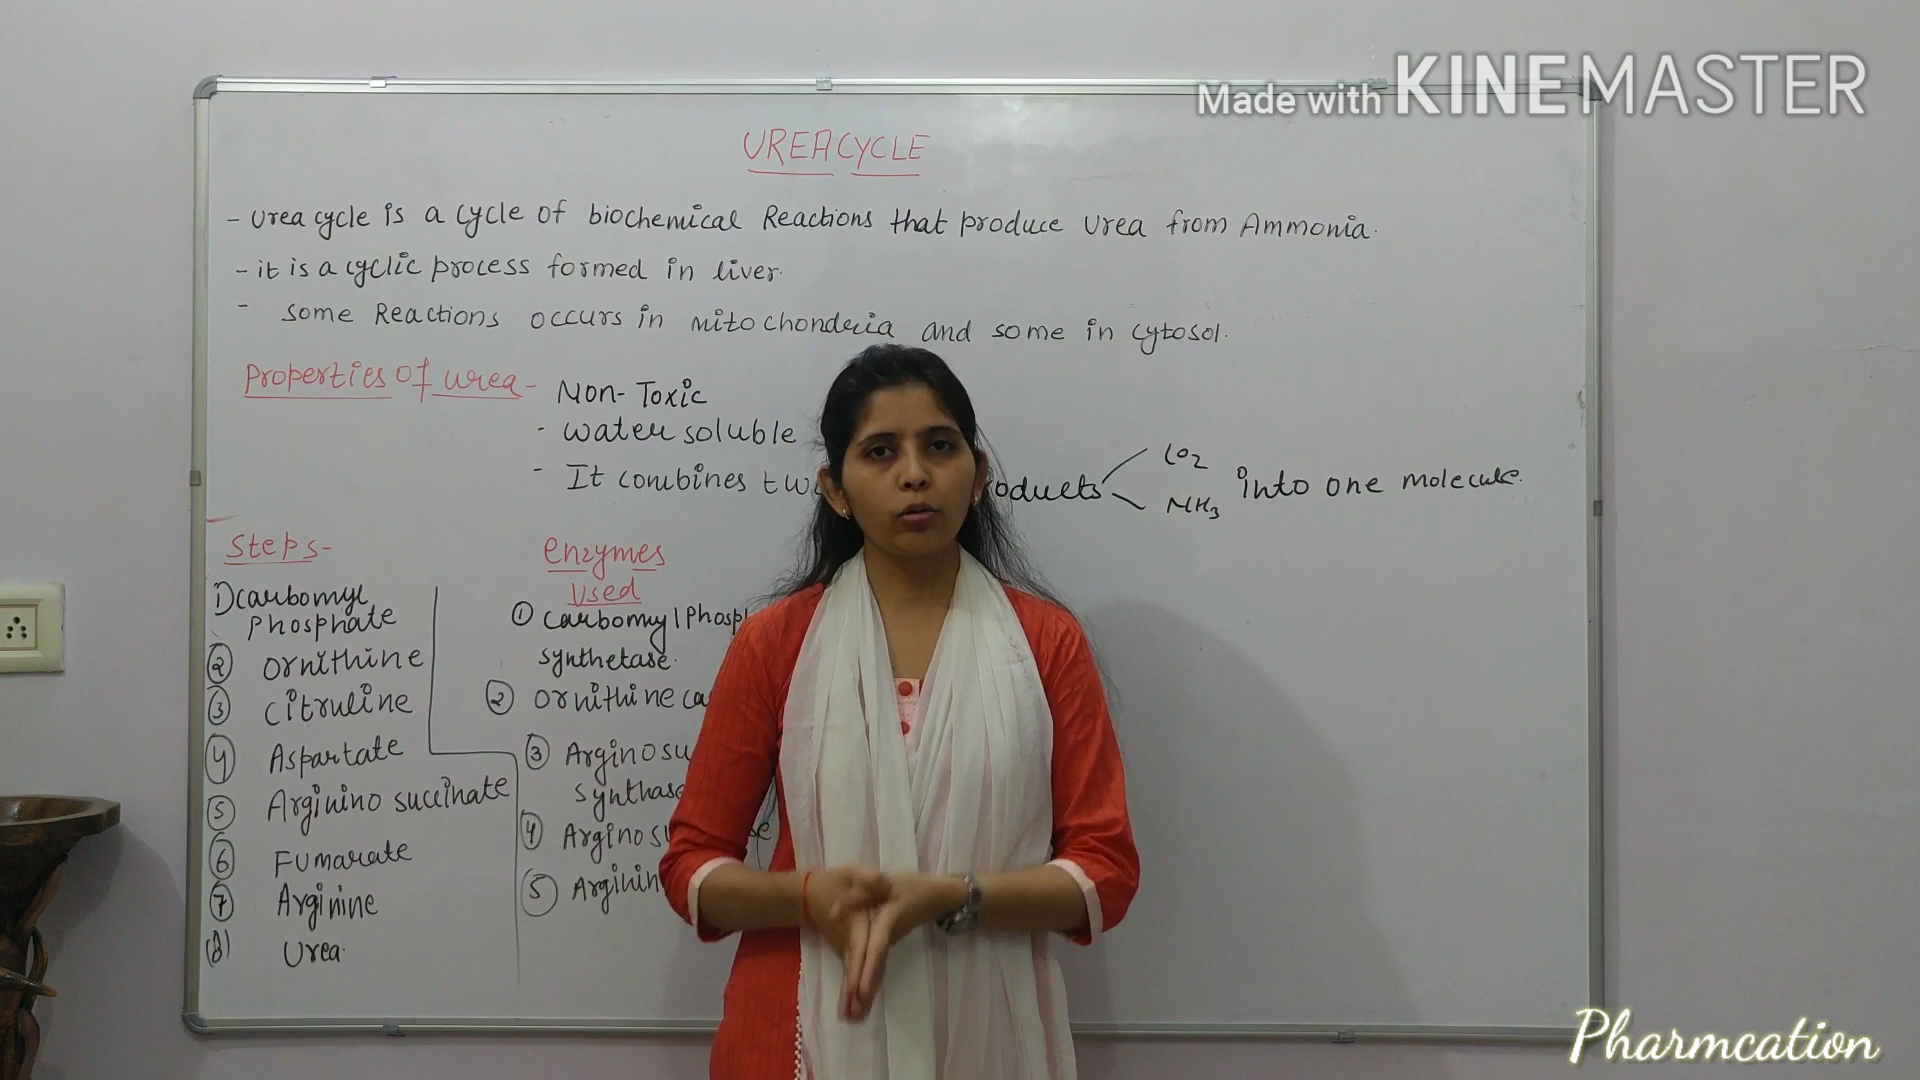 Made with KINEMASTER
UREA CYCLE
- Urea cycle is a cycle of biochemical Reactions that produce Urea from Ammonia.
- it is a cyclic process formed in liver.
- some Reactions occurs in mitochondria and some in cytosol.
Properties of urea - Non-Toxic
- water soluble
- It combines
CO2
NH3
into one molecule.
Steps-
1) carbomyl
Phosphate
② ornithine
③ citruline
④ Aspartate
⑤ Arginino succinate
⑥ Fumarate
⑦ Arginine
(8) Urea.
Enzymes
Used
① carbomyl
synthetase.
② ornithine
③
synthase
④
⑤
Pharmcation